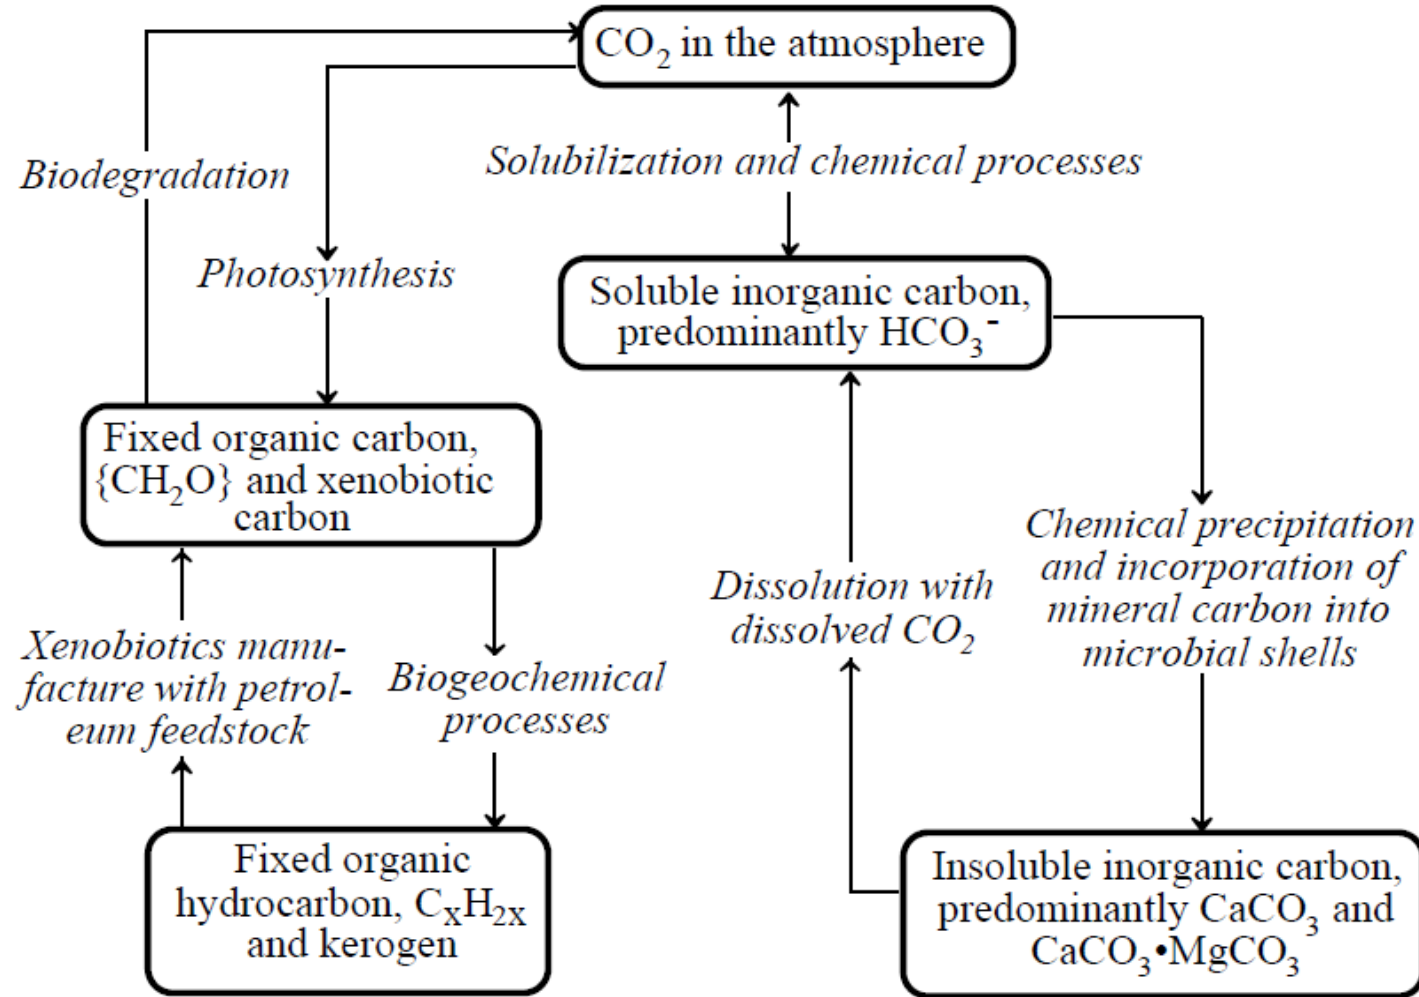 CO₂ in the atmosphere
Biodegradation
Solubilization and chemical processes
Photosynthesis
Soluble inorganic carbon,
predominantly HCO₃⁻
Fixed organic carbon,
{CH₂O} and xenobiotic
carbon
Chemical precipitation
and incorporation of
mineral carbon into
microbial shells
Dissolution with
dissolved CO₂
Xenobiotics manu-
facture with petrol-
eum feedstock
Biogeochemical
processes
Fixed organic
hydrocarbon, CₓH₂ₓ
and kerogen
Insoluble inorganic carbon,
predominantly CaCO₃ and
CaCO₃•MgCO₃